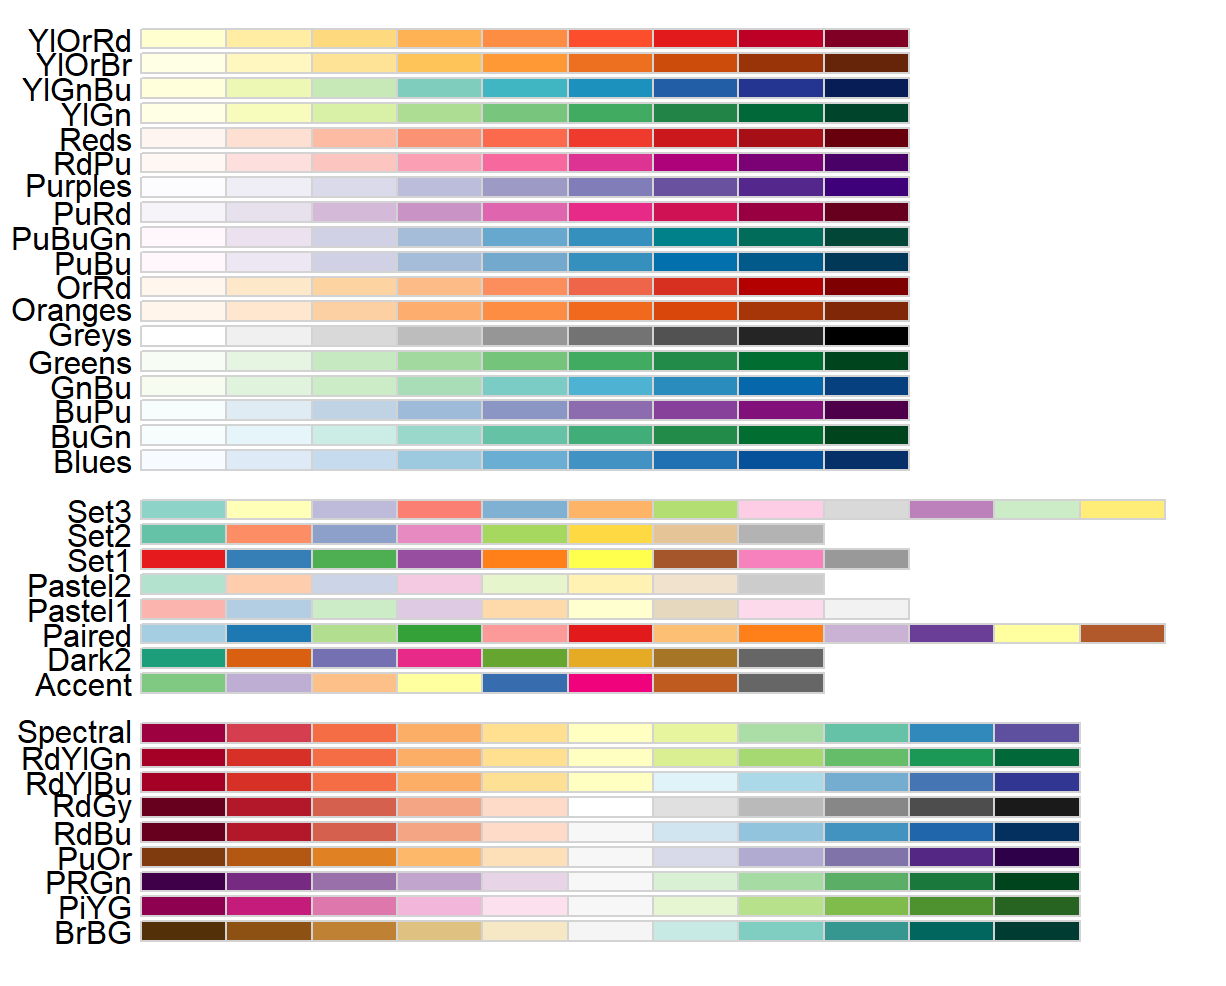 YlOrRd
YlOrBr
YlGnBu
YlGn
Reds
RdPu
Purples
PuRd
PuBuGn
PuBu
OrRd
Oranges
Greys
Greens
GnBu
BuPu
BuGn
Blues
Set3
Set2
Set1
Pastel2
Pastel1
Paired
Dark2
Accent
Spectral
RdYlGn
RdYlBu
RdGy
RdBu
PuOr
PRGn
PiYG
BrBG